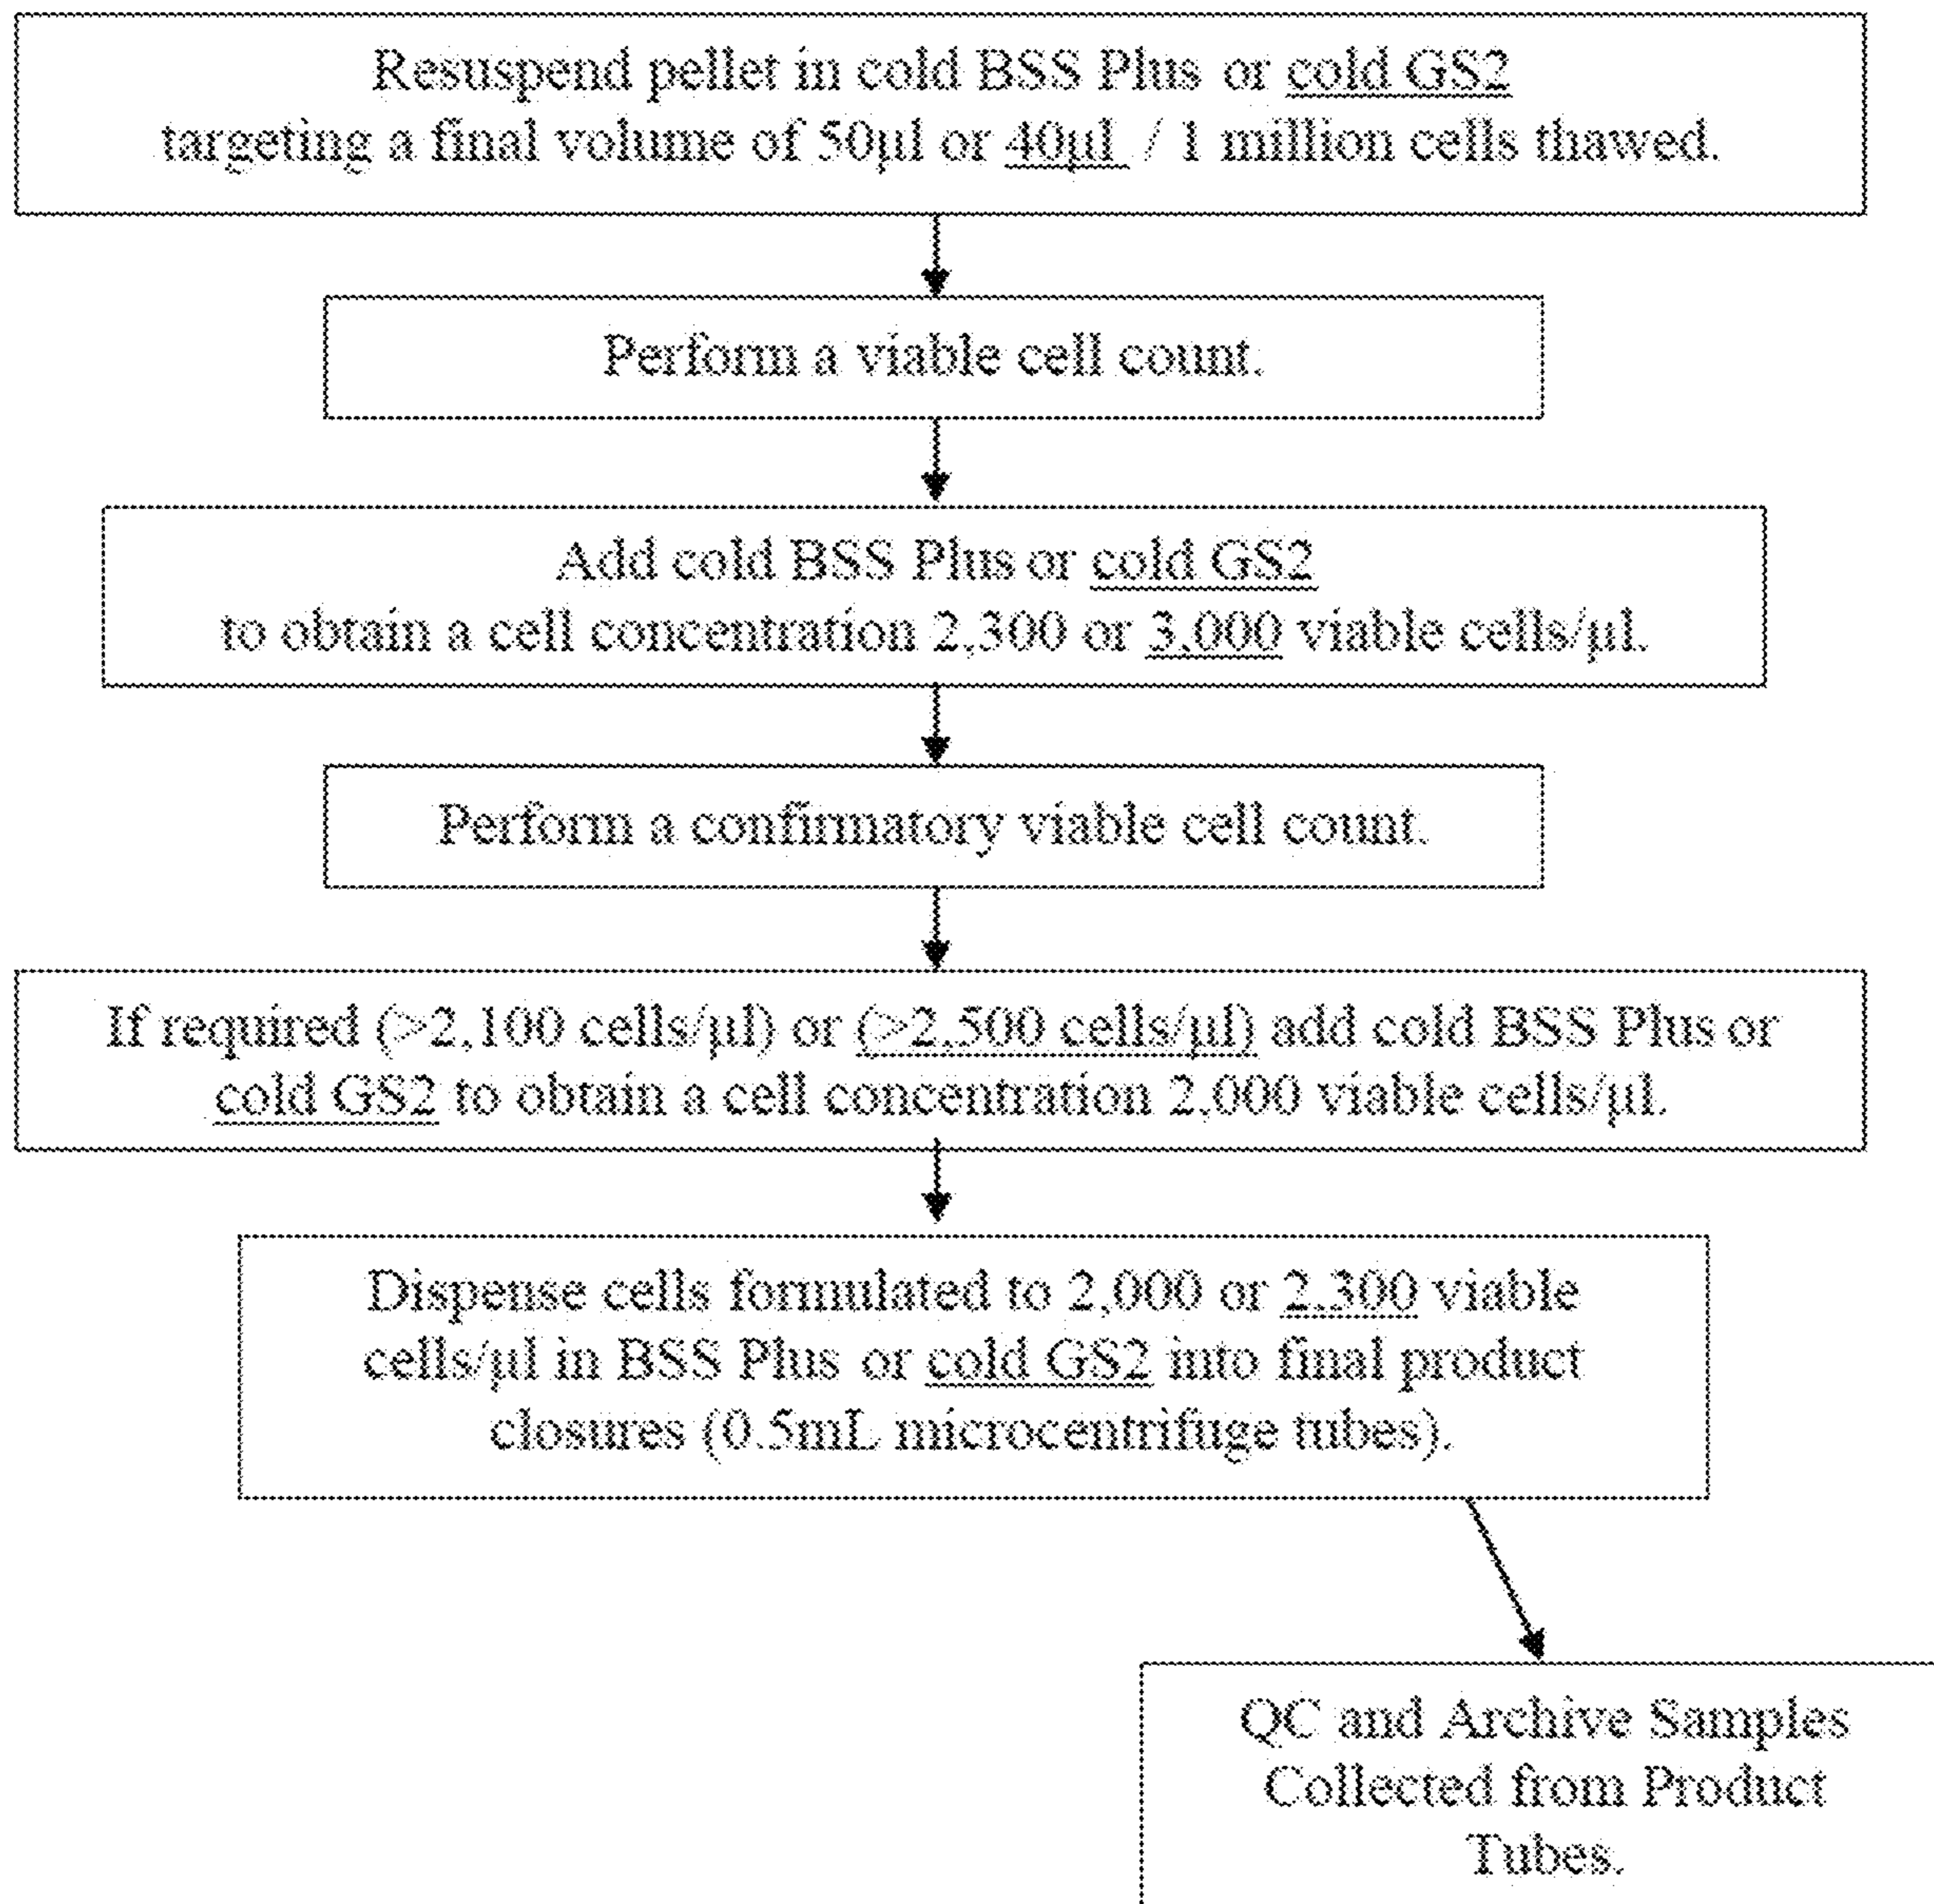 Resuspend pellet in cold BSS Plus or cold GS2
targeting a final volume of 50µl or 40µl / 1 million cells thawed.
Perform a viable cell count.
Add cold BSS Plus or cold GS2
to obtain a cell concentration 2,300 or 3,000 viable cells/µl.
Perform a confirmatory viable cell count.
If required (>2,100 cells/µl) or (>2,500 cells/µl) add cold BSS Plus or
cold GS2 to obtain a cell concentration 2,000 viable cells/µl.
Dispense cells formulated to 2,000 or 2,300 viable
cells/µl in BSS Plus or cold GS2 into final product
closures (0.5mL microcentrifuge tubes).
QC and Archive Samples
Collected from Product
Tubes.